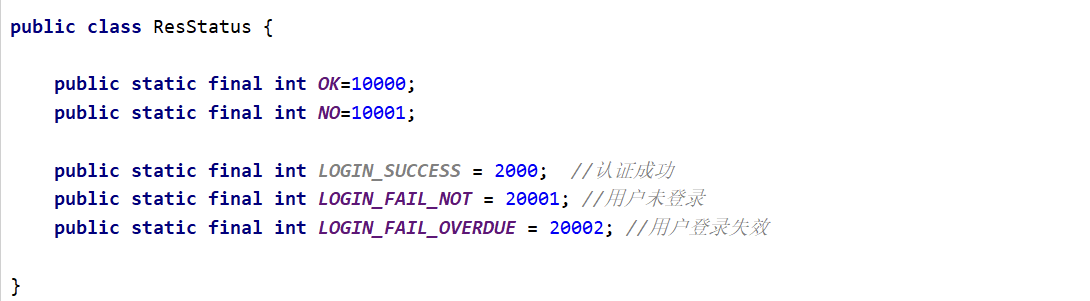 public class ResStatus {
public static final int OK=10000;
public static final int NO=10001;
public static final int LOGIN_SUCCESS = 2000;  //认证成功
public static final int LOGIN_FAIL_NOT = 20001; //用户未登录
public static final int LOGIN_FAIL_OVERDUE = 20002; //用户登录失效
}